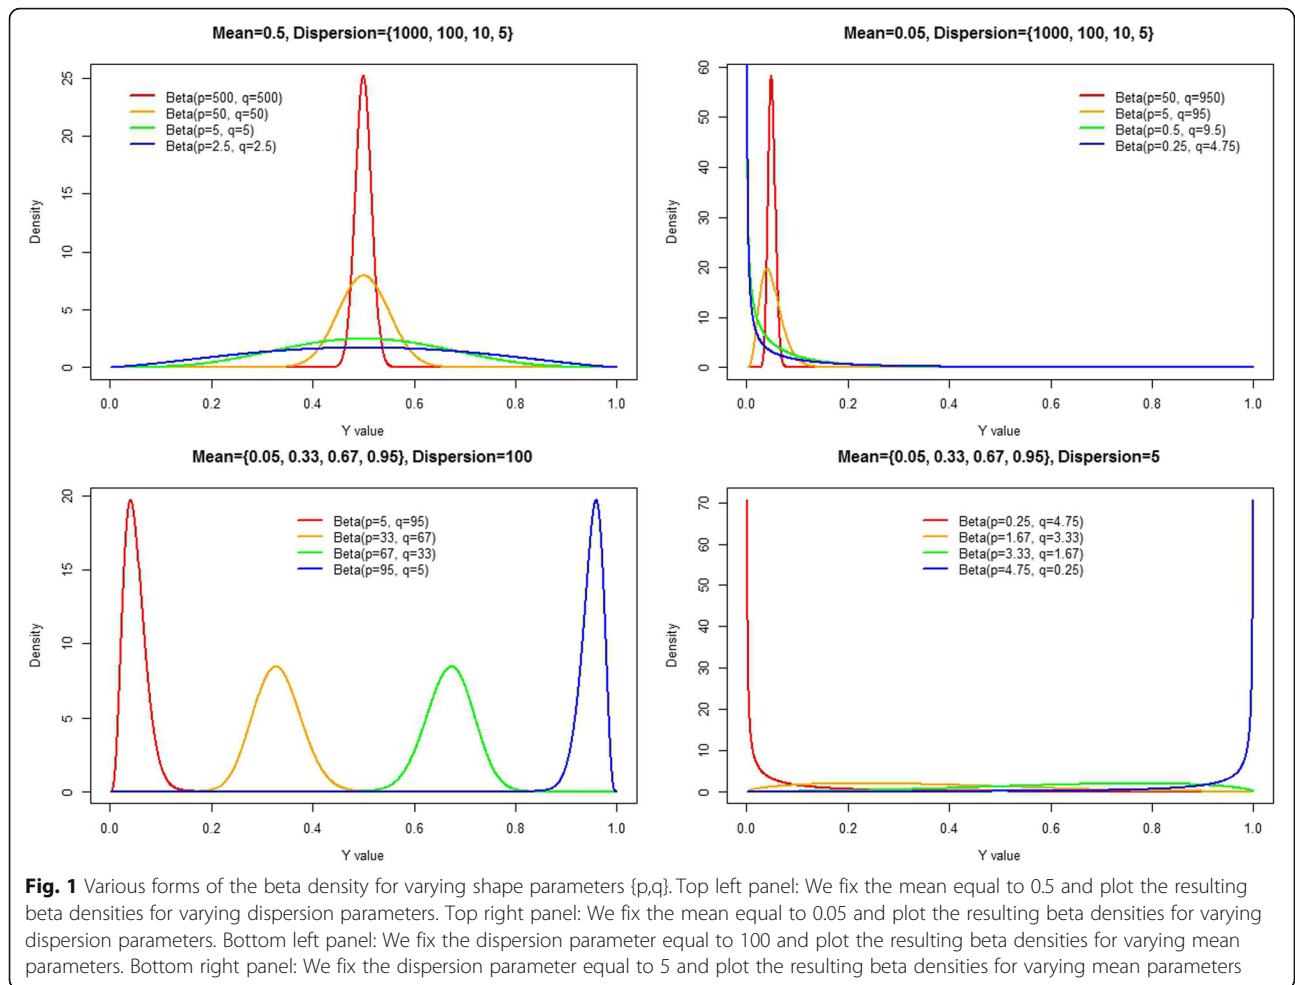 Mean=0.5, Dispersion={1000, 100, 10, 5}
25
20
15
10
5
0
Density
Beta(p=500, q=500)
Beta(p=50, q=50)
Beta(p=5, q=5)
Beta(p=2.5, q=2.5)
0.0 0.2 0.4 0.6 0.8 1.0
Y value
Mean=0.05, Dispersion={1000, 100, 10, 5}
60
50
40
30
20
10
0
Density
Beta(p=50, q=950)
Beta(p=5, q=95)
Beta(p=0.5, q=9.5)
Beta(p=0.25, q=4.75)
0.0 0.2 0.4 0.6 0.8 1.0
Y value
Mean={0.05, 0.33, 0.67, 0.95}, Dispersion=100
20
15
10
5
0
Density
Beta(p=5, q=95)
Beta(p=33, q=67)
Beta(p=67, q=33)
Beta(p=95, q=5)
0.0 0.2 0.4 0.6 0.8 1.0
Y value
Mean={0.05, 0.33, 0.67, 0.95}, Dispersion=5
70
60
50
40
30
20
10
0
Density
Beta(p=0.25, q=4.75)
Beta(p=1.67, q=3.33)
Beta(p=3.33, q=1.67)
Beta(p=4.75, q=0.25)
0.0 0.2 0.4 0.6 0.8 1.0
Y value
Fig. 1 Various forms of the beta density for varying shape parameters {p,q}. Top left panel: We fix the mean equal to 0.5 and plot the resulting
beta densities for varying dispersion parameters. Top right panel: We fix the mean equal to 0.05 and plot the resulting beta densities for varying
dispersion parameters. Bottom left panel: We fix the dispersion parameter equal to 100 and plot the resulting beta densities for varying mean
parameters. Bottom right panel: We fix the dispersion parameter equal to 5 and plot the resulting beta densities for varying mean parameters